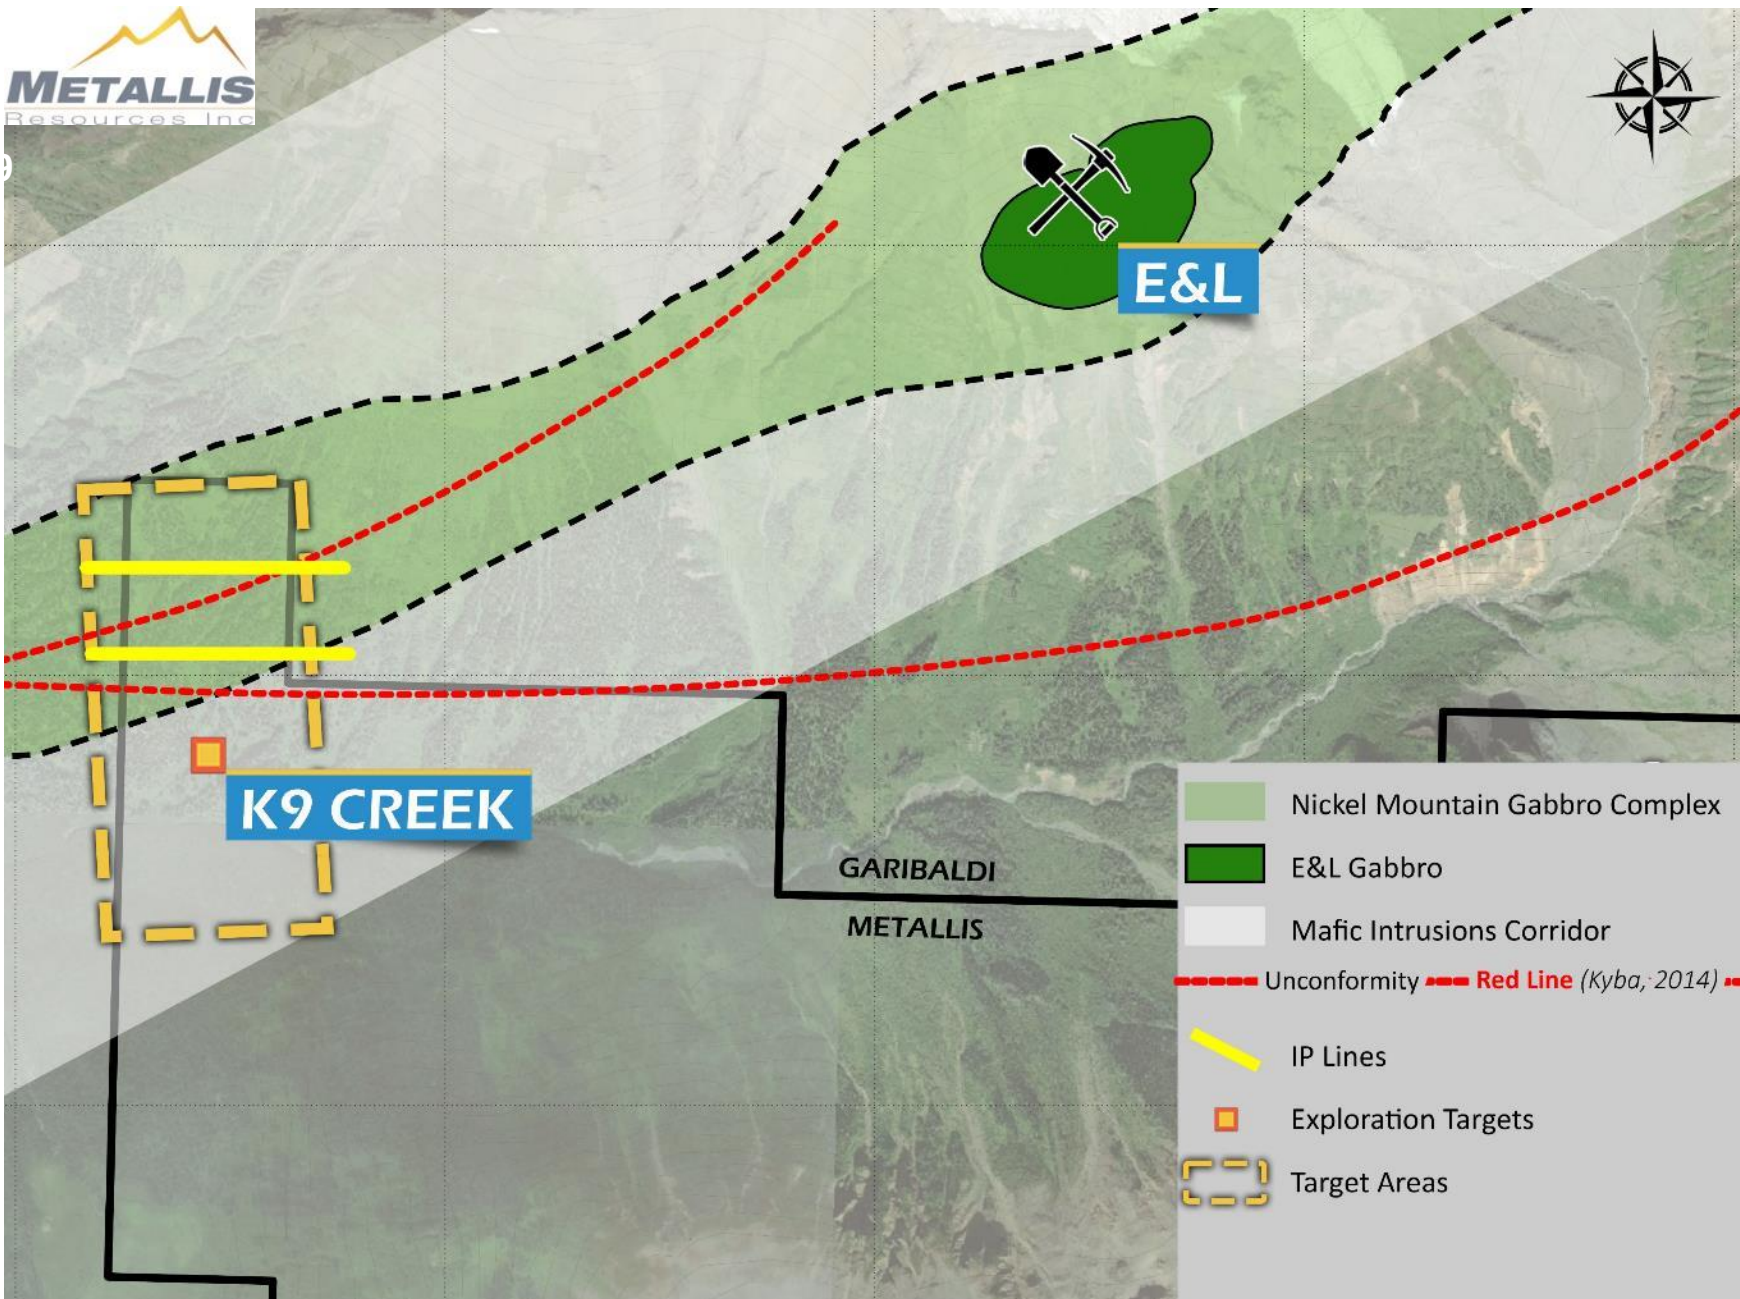 METALLIS
Resources Inc
9
E&L
K9 CREEK
GARIBALDI
METALLIS
Nickel Mountain Gabbro Complex
E&L Gabbro
Mafic Intrusions Corridor
Unconformity Red Line (Kyba, 2014)
IP Lines
Exploration Targets
Target Areas